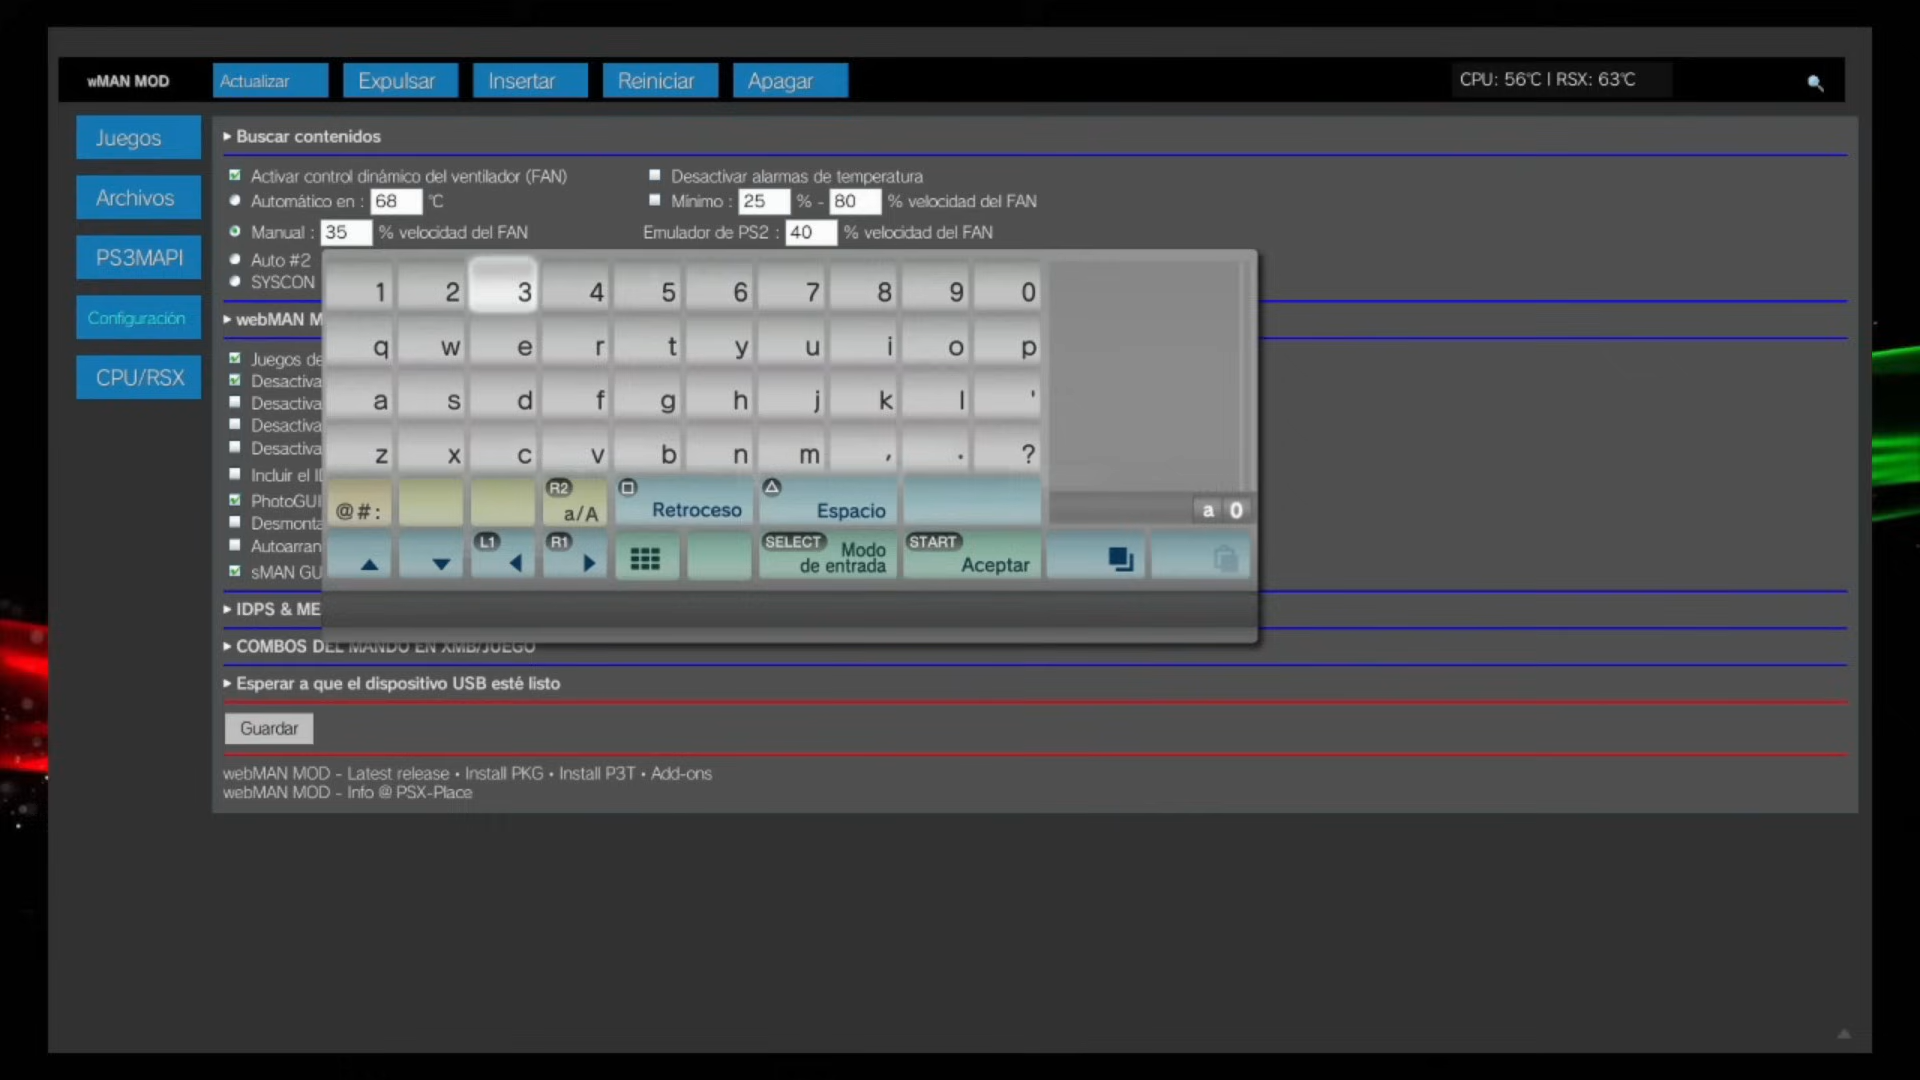 wMAN MOD Actualizar Expulsar Insertar Reiniciar Apagar CPU: 56°C | RSX: 63°C
Juegos
Archivos
PS3MAPI
Configuración
CPU/RSX
Buscar contenidos
Activar control dinámico del ventilador (FAN) Desactivar alarmas de temperatura
Automático en : 68 °C Mínimo : 25 % - 80 % velocidad del FAN
Manual : 35 % velocidad del FAN Emulador de PS2 : 40 % velocidad del FAN
Auto #2
SYSCON
webMAN M
Juegos de
Desactiva
Desactiva
Desactiva
Desactiva
Incluir el I
PhotoGUI
Desmonta
Autoarran
sMAN GU
1 2 3 4 5 6 7 8 9 0
q w e r t y u i o p
a s d f g h j k l '
z x c v b n m , . ?
@#: R2 a/A Retroceso Espacio a 0
L1 R1 SELECT Modo de entrada START Aceptar
IDPS & ME
COMBOS DEL MANDO EN XMB/JUEGO
Esperar a que el dispositivo USB esté listo
Guardar
webMAN MOD - Latest release • Install PKG • Install P3T • Add-ons
webMAN MOD - Info @ PSX-Place